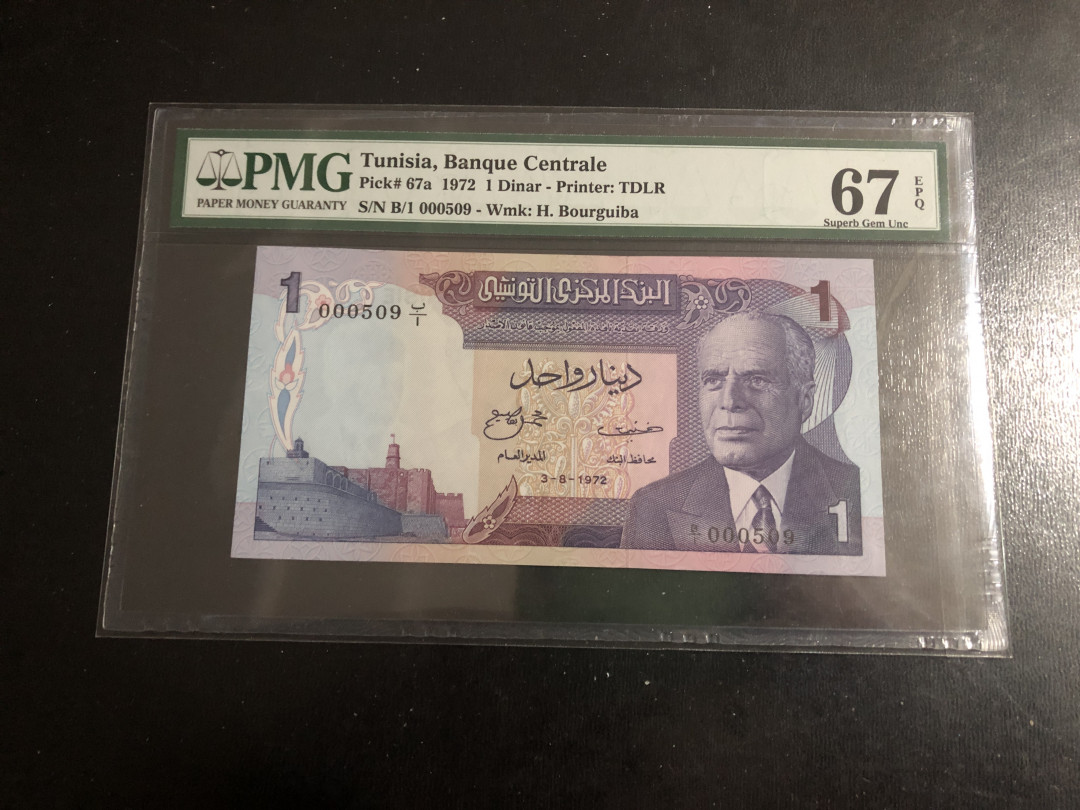 PMG
PAPER MONEY GUARANTY
Tunisia, Banque Centrale
Pick# 67a 1972 1 Dinar - Printer: TDLR
S/N B/1 000509 - Wmk: H. Bourguiba
67
EPQ
Superb Gem Unc
1
000509 ب/ا
البنك المركزي التونسي
1
دينار واحد
المدير العام
محافظ البنك
3-8-1972
000509
1